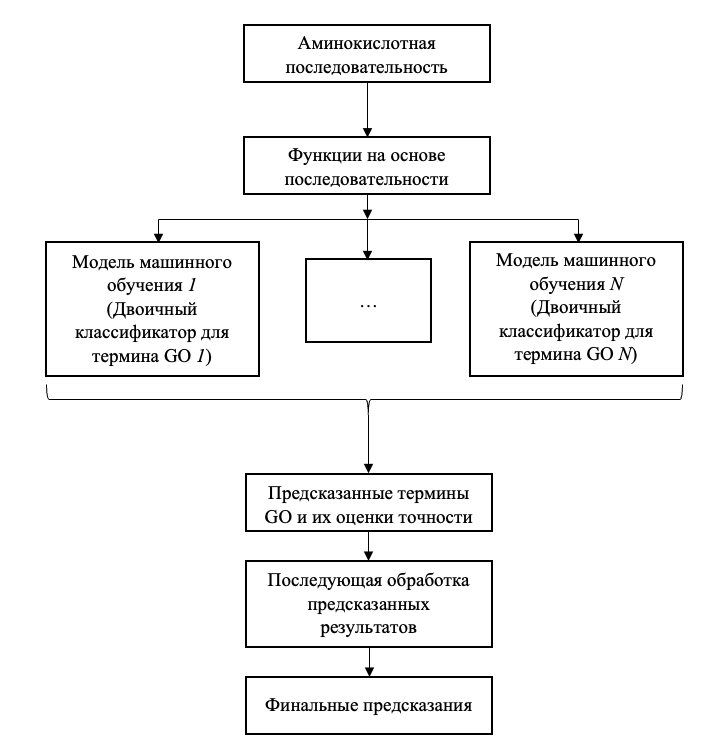 Аминокислотная
последовательность
Функции на основе
последовательности
Модель машинного
обучения 1
(Двоичный
классификатор для
термина GO 1)
...
Модель машинного
обучения N
(Двоичный
классификатор для
термина GO N)
Предсказанные термины
GO и их оценки точности
Последующая обработка
предсказанных
результатов
Финальные предсказания